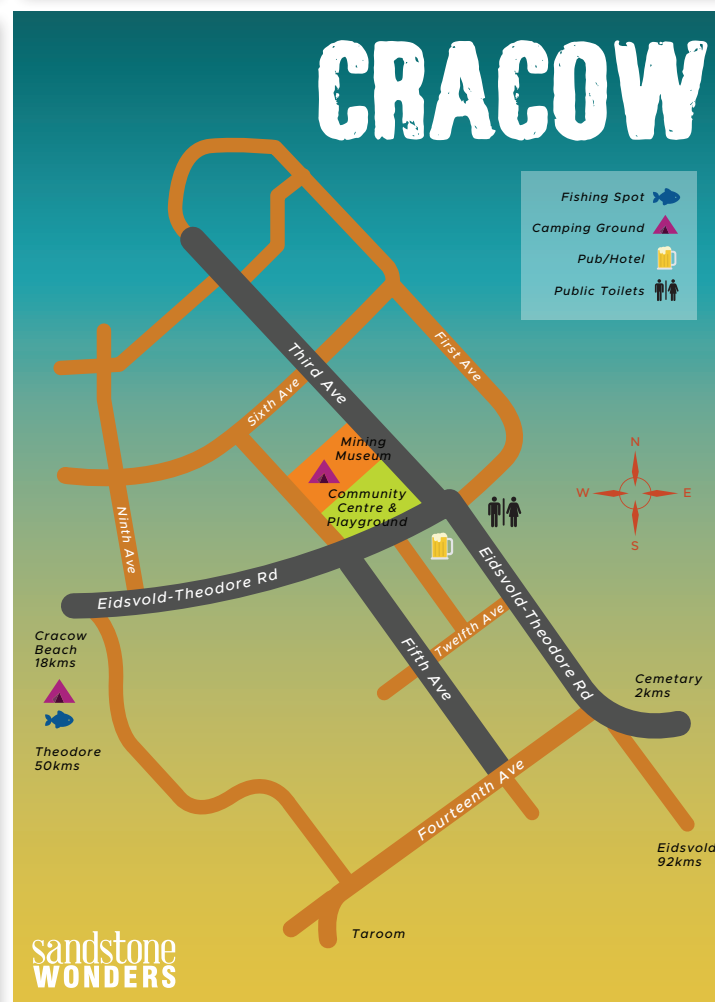 CRACOW
Fishing Spot
Camping Ground
Pub/Hotel
Public Toilets
Third Ave
First Ave
Sixth Ave
Mining
Museum
N
W
E
S
Community
Centre &
Playground
Ninth Ave
Eidsvold-Theodore Rd
Eidsvold-Theodore Rd
Twelfth Ave
Fifth Ave
Cracow
Beach
18kms
Theodore
50kms
Cemetary
2kms
Fourteenth Ave
Eidsvold
92kms
Taroom
sandstone
WONDERS